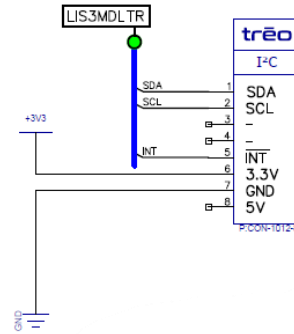 LIS3MDLTR
trēo
I²C
SDA 1 SDA
SCL 2 SCL
3 -
4 -
INT 5 INT
+3V3
6 3.3V
7 GND
8 5V
P:CON-1012-
GND